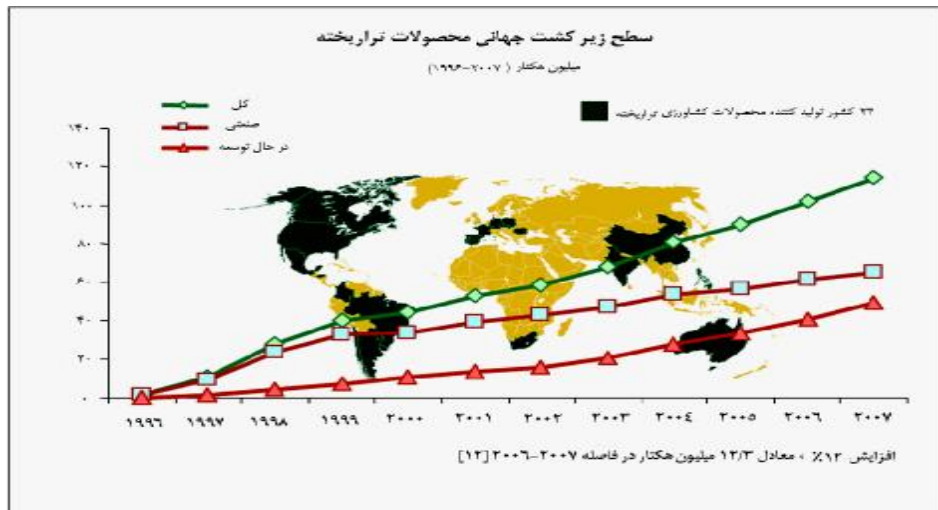 سطح زیر کشت جهانی محصولات تراریخته
میلیون هکتار (۲۰۰۷-۱۹۹۶)
کل
صنعتی
در حال توسعه
۲۳ کشور تولید کننده محصولات کشاورزی تراریخته
۱۴۰
۱۲۰
۱۰۰
۸۰
۶۰
۴۰
۲۰
۰
۱۹۹۶ ۱۹۹۷ ۱۹۹۸ ۱۹۹۹ ۲۰۰۰ ۲۰۰۱ ۲۰۰۲ ۲۰۰۳ ۲۰۰٤ ۲۰۰۵ ۲۰۰۶ ۲۰۰۷
افزایش ۱۲٪ ، معادل ۱۲/۳ میلیون هکتار در فاصله ۲۰۰۷-۲۰۰۶ [۱۲]